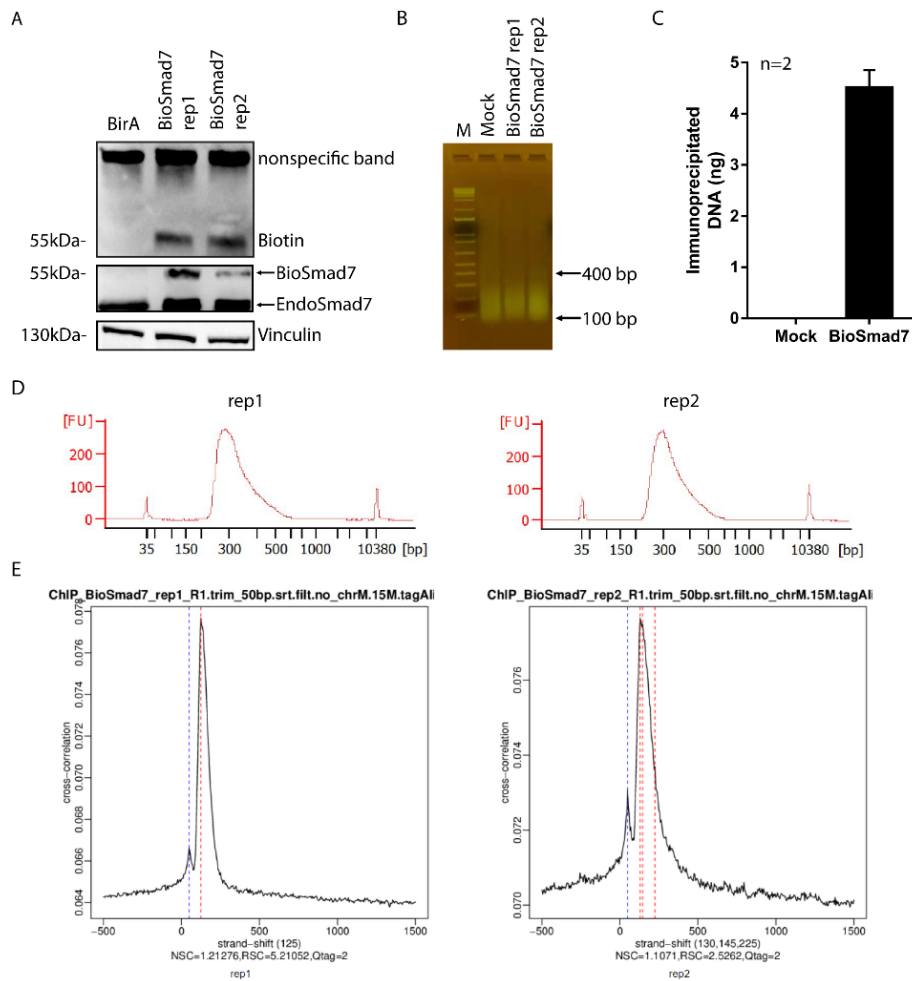 A
BirA
BioSmad7 rep1
BioSmad7 rep2
nonspecific band
55kDa-
Biotin
55kDa-
BioSmad7
EndoSmad7
130kDa-
Vinculin
B
M
Mock
BioSmad7 rep1
BioSmad7 rep2
400 bp
100 bp
C
n=2
Immunoprecipitated DNA (ng)
5
4
3
2
1
0
Mock BioSmad7
D
rep1
[FU]
200
100
0
35 150 300 500 1000 10380 [bp]
rep2
[FU]
200
100
0
35 150 300 500 1000 10380 [bp]
E
ChIP_BioSmad7_rep1_R1.trim_50bp.srt.filt.no_chrM.15M.tagAli
cross-correlation
0.078
0.076
0.074
0.072
0.070
0.068
0.066
0.064
−500 0 500 1000 1500
strand-shift (125)
NSC=1.21276,RSC=5.21052,Qtag=2
rep1
ChIP_BioSmad7_rep2_R1.trim_50bp.srt.filt.no_chrM.15M.tagAli
cross-correlation
0.076
0.074
0.072
0.070
−500 0 500 1000 1500
strand-shift (130,145,225)
NSC=1.1071,RSC=2.5262,Qtag=2
rep2